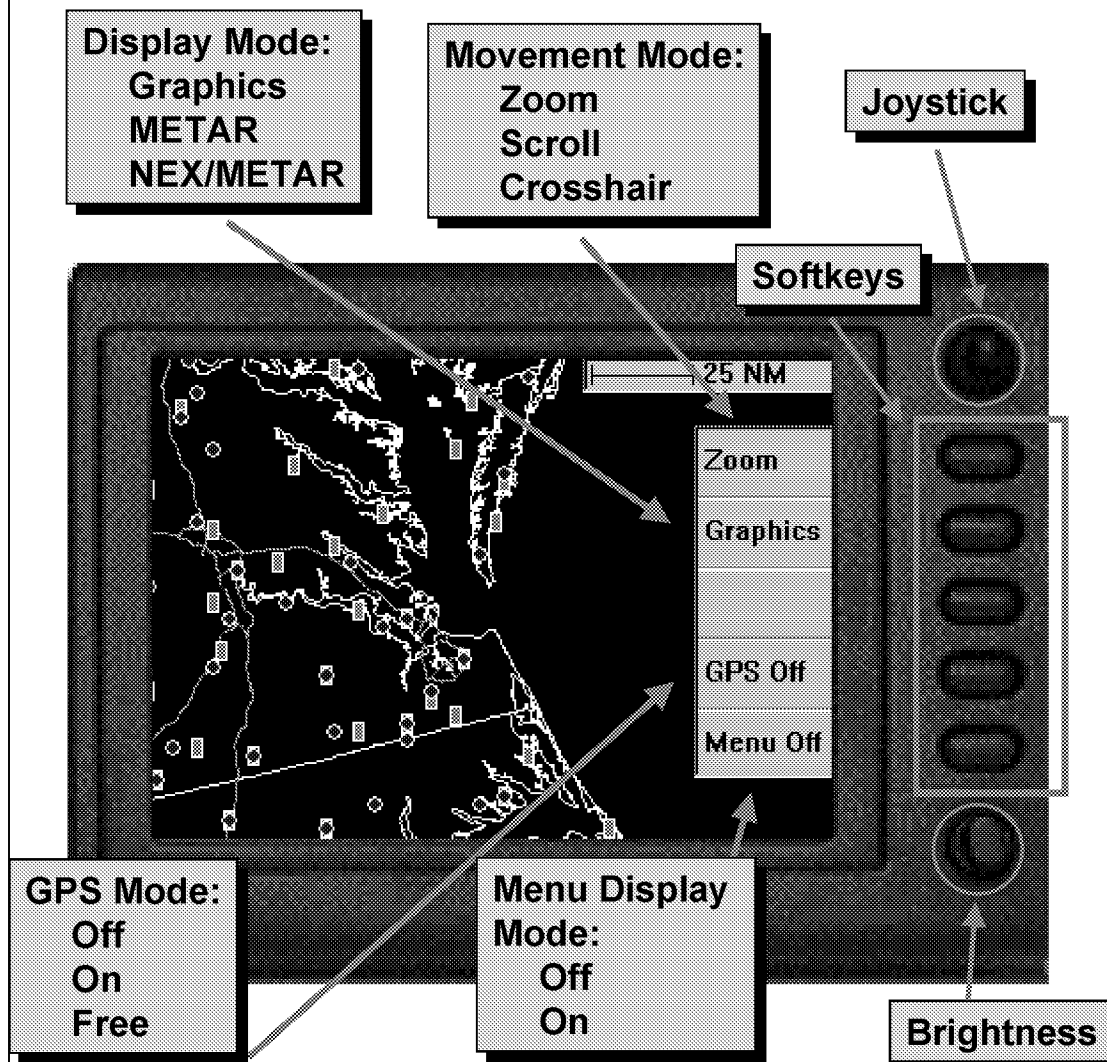 Display Mode:
Graphics
METAR
NEX/METAR
Movement Mode:
Zoom
Scroll
Crosshair
Joystick
Softkeys
25 NM
Zoom
Graphics
GPS Off
Menu Off
GPS Mode:
Off
On
Free
Menu Display
Mode:
Off
On
Brightness